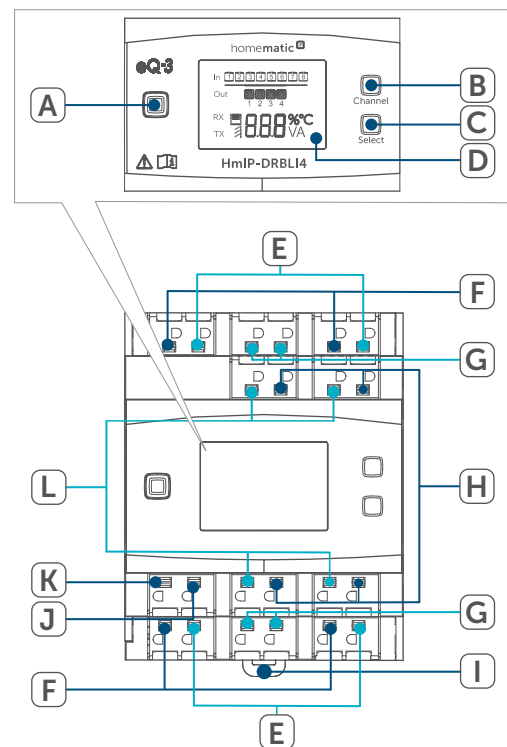 homematic IP
eQ-3
In 1 2 3 4 5 6 7 8
Out
1 2 3 4
RX
TX
8.8.8
%°C
VA
Channel
Select
HmIP-DRBLI4
A
B
C
D
E
F
G
L
H
K
J
G
F
I
E